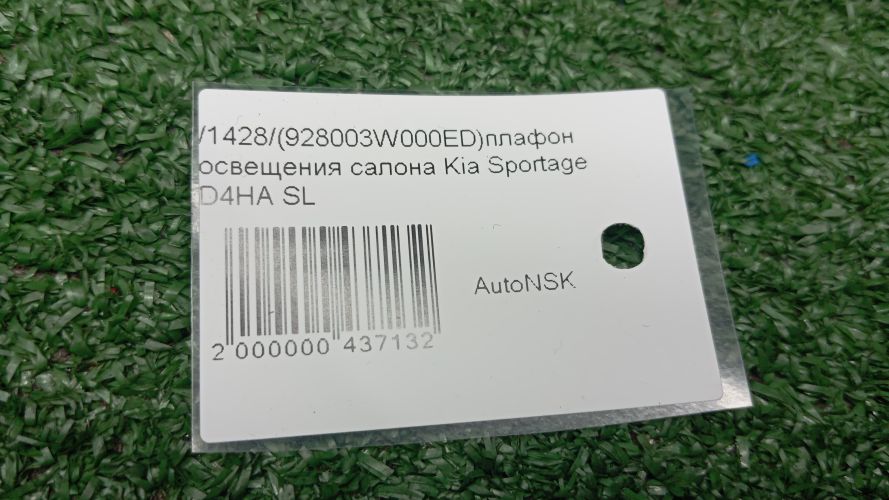 /1428/(928003W000ED)плафон
освещения салона Kia Sportage
D4HA SL
AutoNSK
2 000000 437132